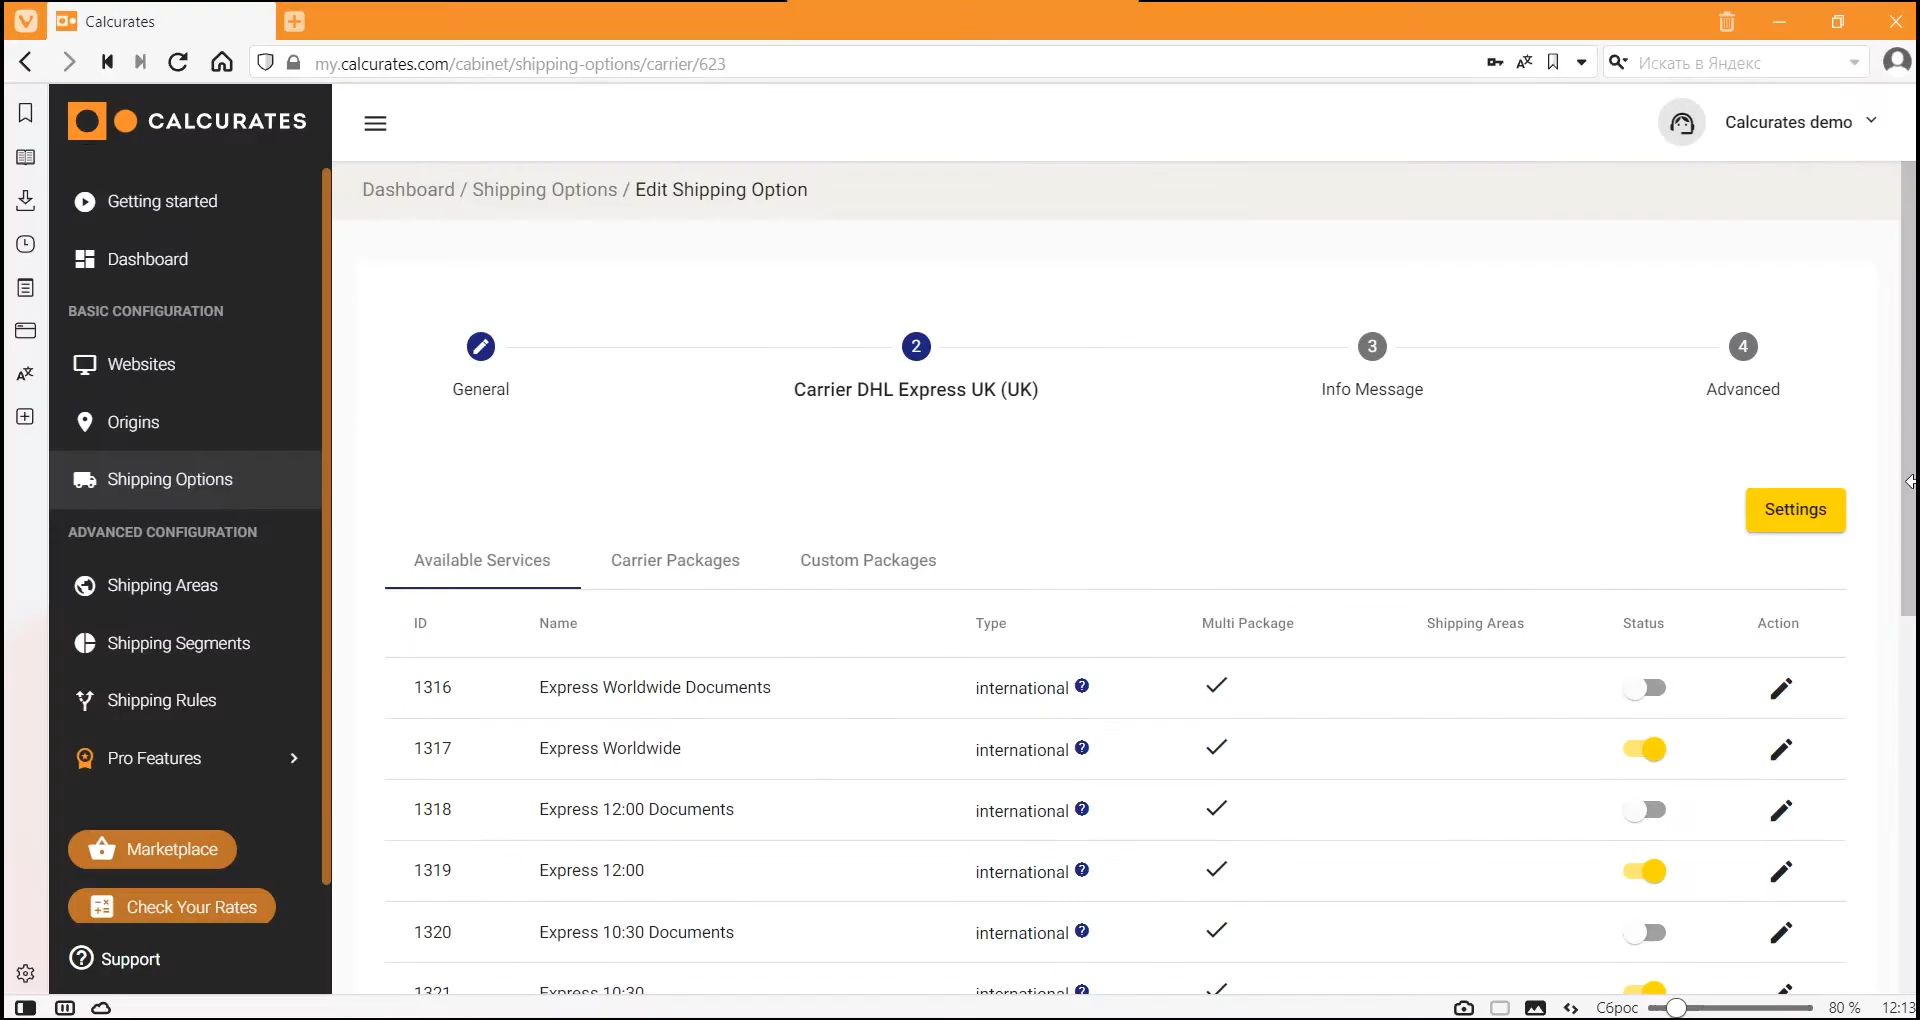 Calcurates
my.calcurates.com/cabinet/shipping-options/carrier/623
Искать в Яндекс
CALCURATES
Calcurates demo
Getting started
Dashboard
BASIC CONFIGURATION
Websites
Origins
Shipping Options
ADVANCED CONFIGURATION
Shipping Areas
Shipping Segments
Shipping Rules
Pro Features
Marketplace
Check Your Rates
Support
Dashboard / Shipping Options / Edit Shipping Option
General
2
Carrier DHL Express UK (UK)
3
Info Message
4
Advanced
Settings
Available Services Carrier Packages Custom Packages
ID Name Type Multi Package Shipping Areas Status Action
1316 Express Worldwide Documents international ?
1317 Express Worldwide international ?
1318 Express 12:00 Documents international ?
1319 Express 12:00 international ?
1320 Express 10:30 Documents international ?
1321 Express 10:30 international ?
Сброс 80 % 12:13